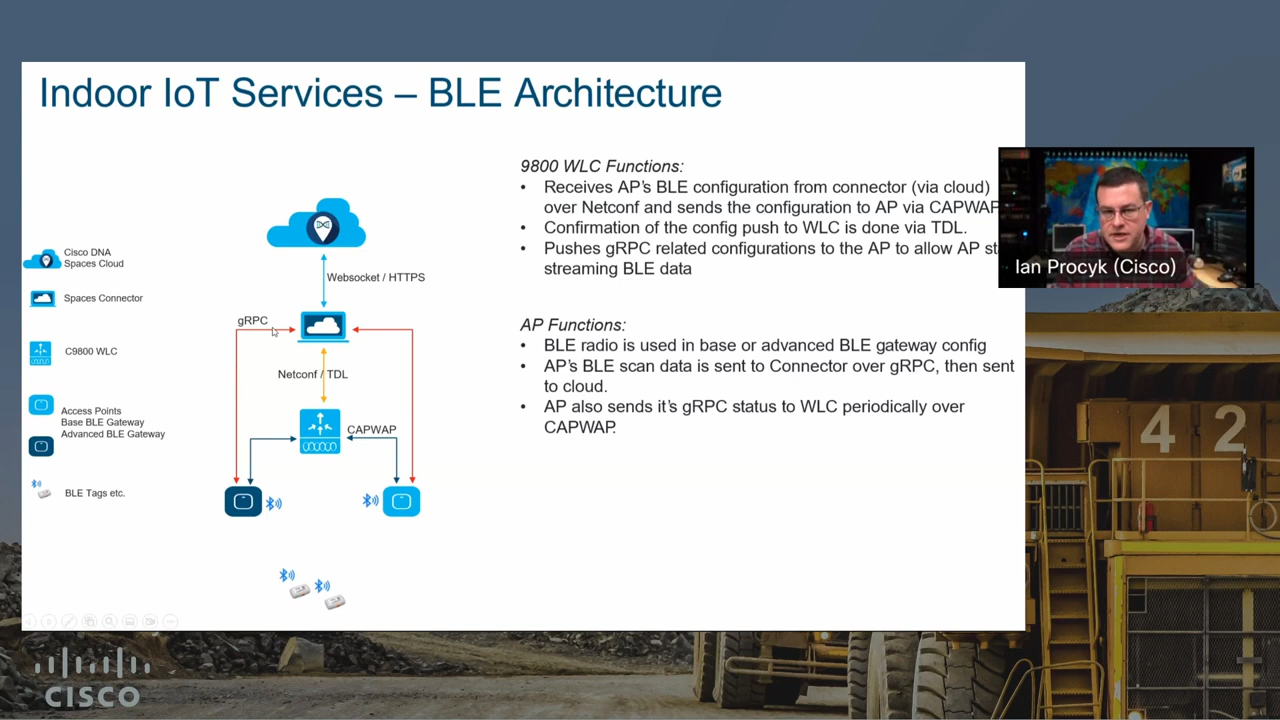 Indoor IoT Services – BLE Architecture
Cisco DNA
Spaces Cloud
Spaces Connector
C9800 WLC
Access Points
Base BLE Gateway
Advanced BLE Gateway
BLE Tags etc.
Websocket / HTTPS
gRPC
Netconf / TDL
CAPWAP
9800 WLC Functions:
• Receives AP's BLE configuration from connector (via cloud)
over Netconf and sends the configuration to AP via CAPWAP
• Confirmation of the config push to WLC is done via TDL.
• Pushes gRPC related configurations to the AP to allow AP
streaming BLE data
AP Functions:
• BLE radio is used in base or advanced BLE gateway config
• AP's BLE scan data is sent to Connector over gRPC, then sent
to cloud.
• AP also sends it's gRPC status to WLC periodically over
CAPWAP.
Ian Procyk (Cisco)
42
CISCO